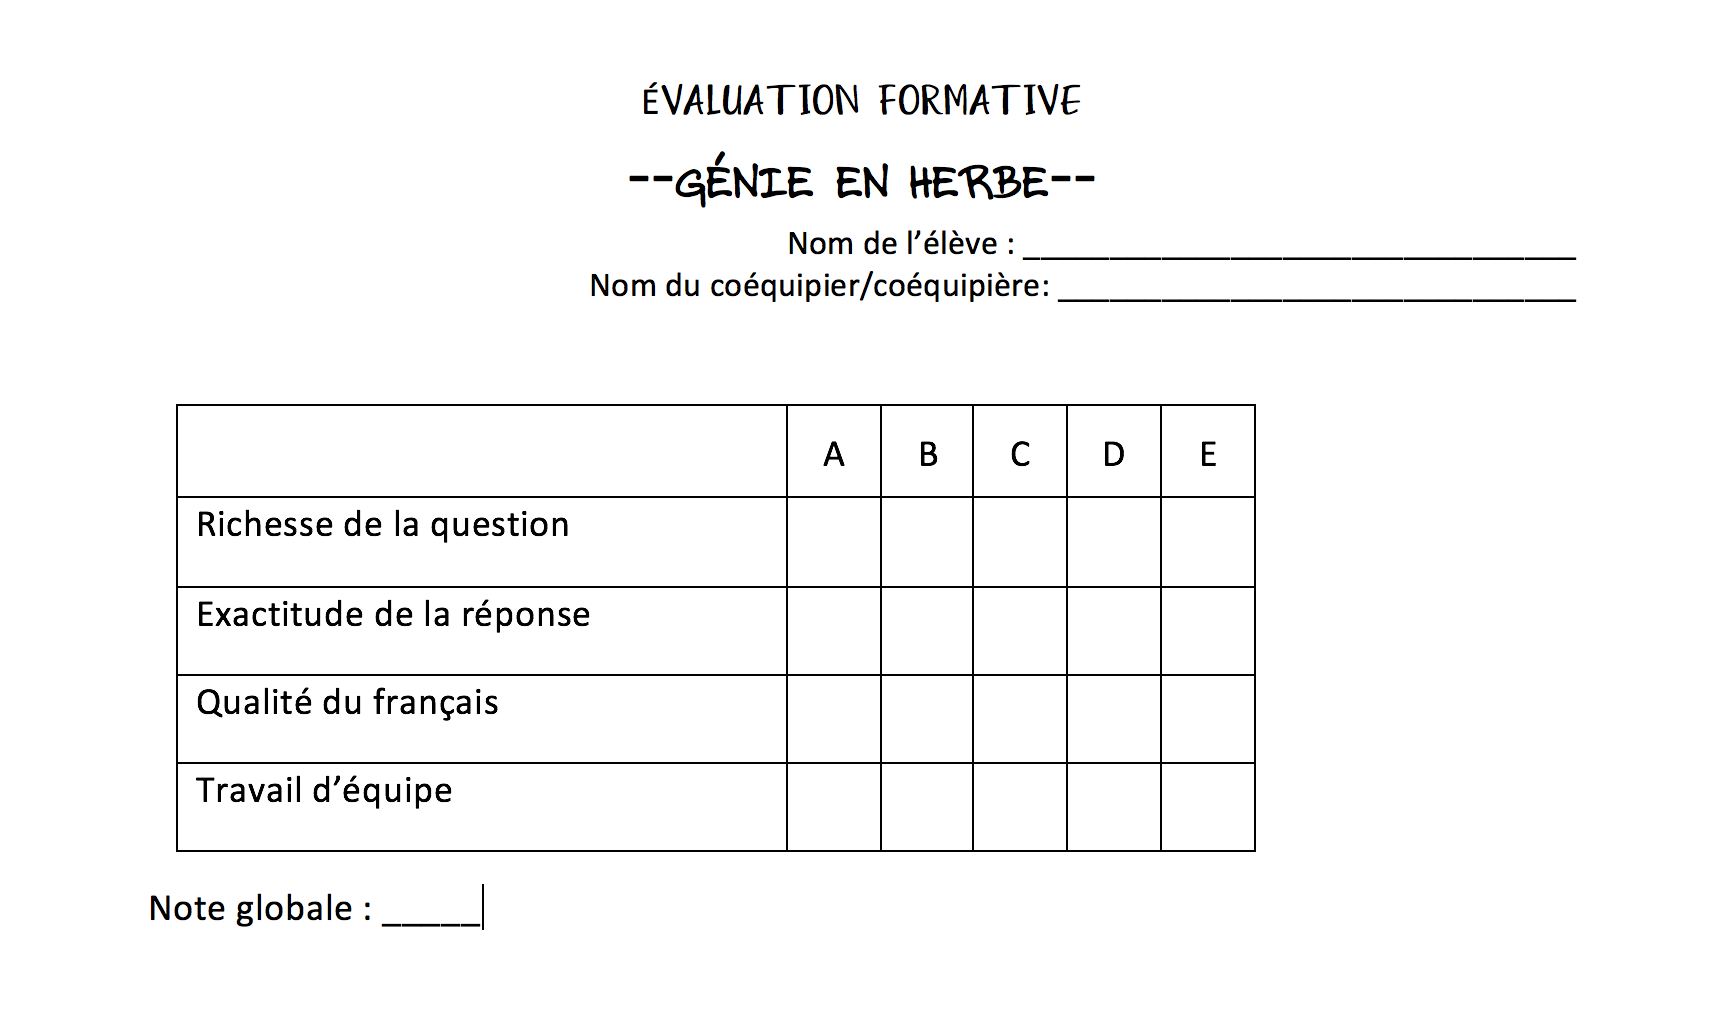 ÉVALUATION FORMATIVE
--GÉNIE EN HERBE--
Nom de l’élève : ________________________________
Nom du coéquipier/coéquipière: ______________________________
A B C D E
Richesse de la question
Exactitude de la réponse
Qualité du français
Travail d’équipe
Note globale : _____